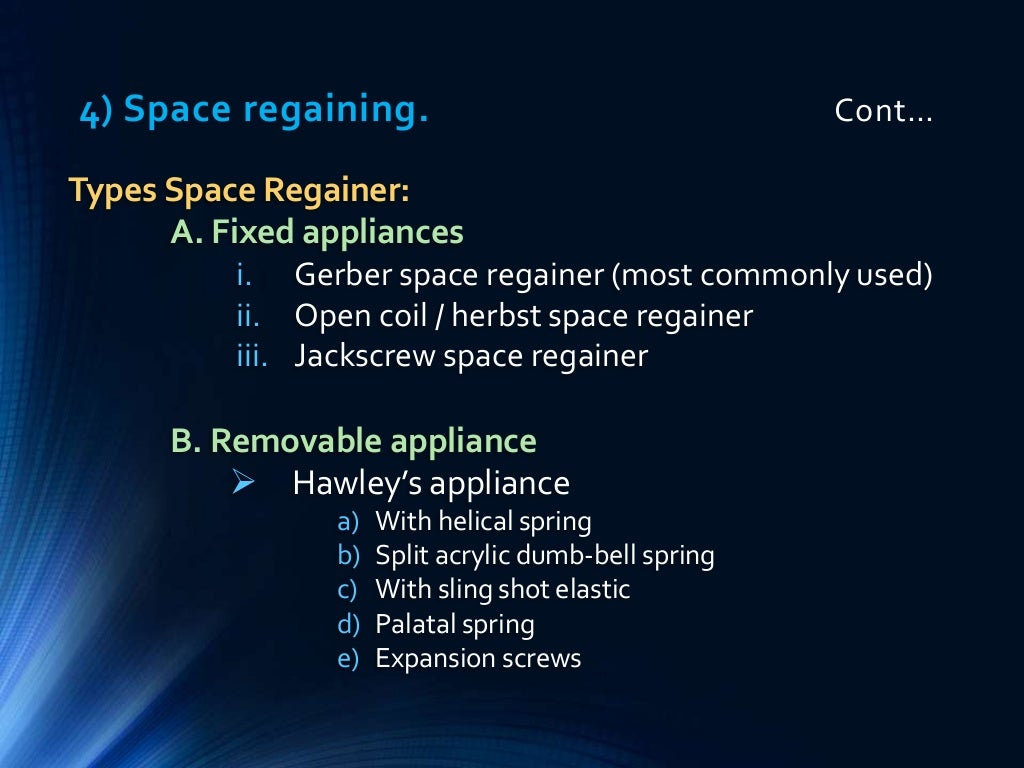 4) Space regaining. Cont...
Types Space Regainer:
A. Fixed appliances
i. Gerber space regainer (most commonly used)
ii. Open coil / herbst space regainer
iii. Jackscrew space regainer
B. Removable appliance
➢ Hawley’s appliance
a) With helical spring
b) Split acrylic dumb-bell spring
c) With sling shot elastic
d) Palatal spring
e) Expansion screws